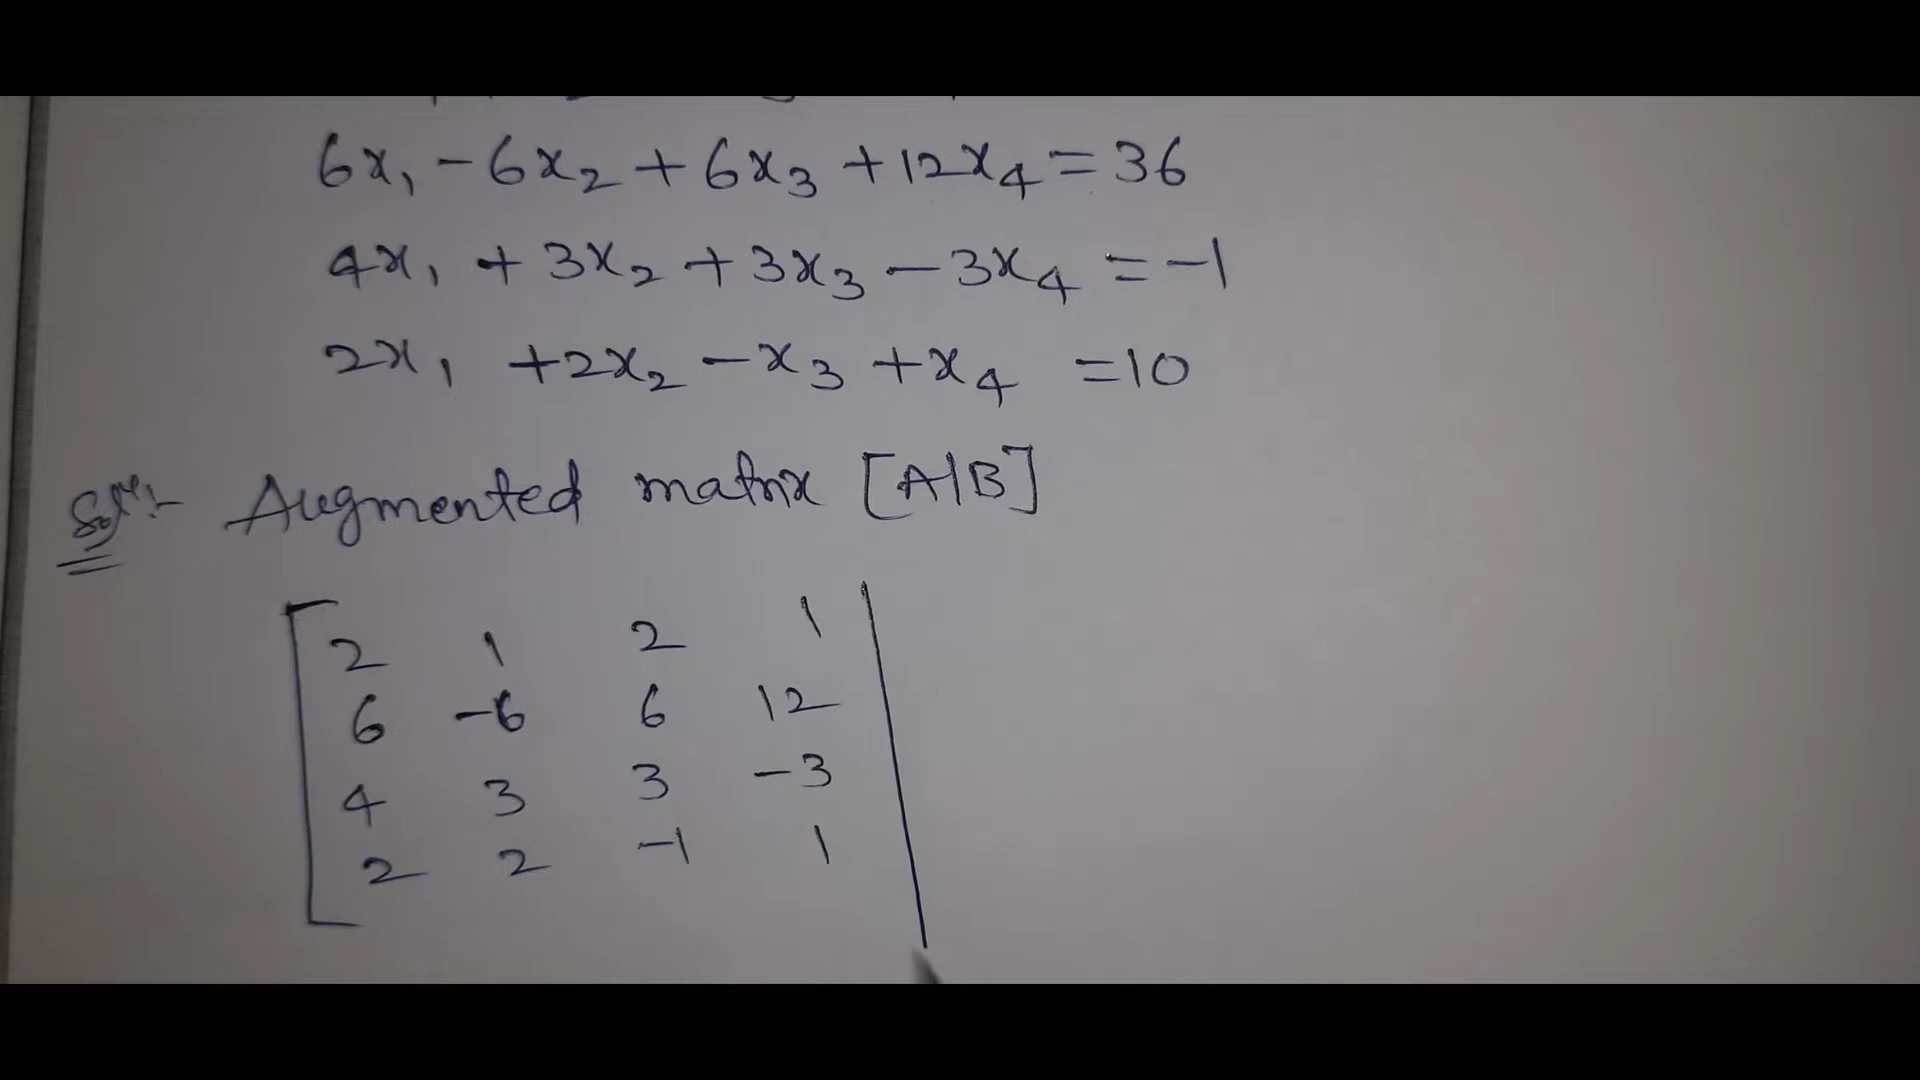 6x₁ - 6x₂ + 6x₃ + 12x₄ = 36
4x₁ + 3x₂ + 3x₃ - 3x₄ = -1
2x₁ + 2x₂ - x₃ + x₄ = 10
Solⁿ:- Augmented matrix [A|B]
2 1 2 1
6 -6 6 12
4 3 3 -3
2 2 -1 1